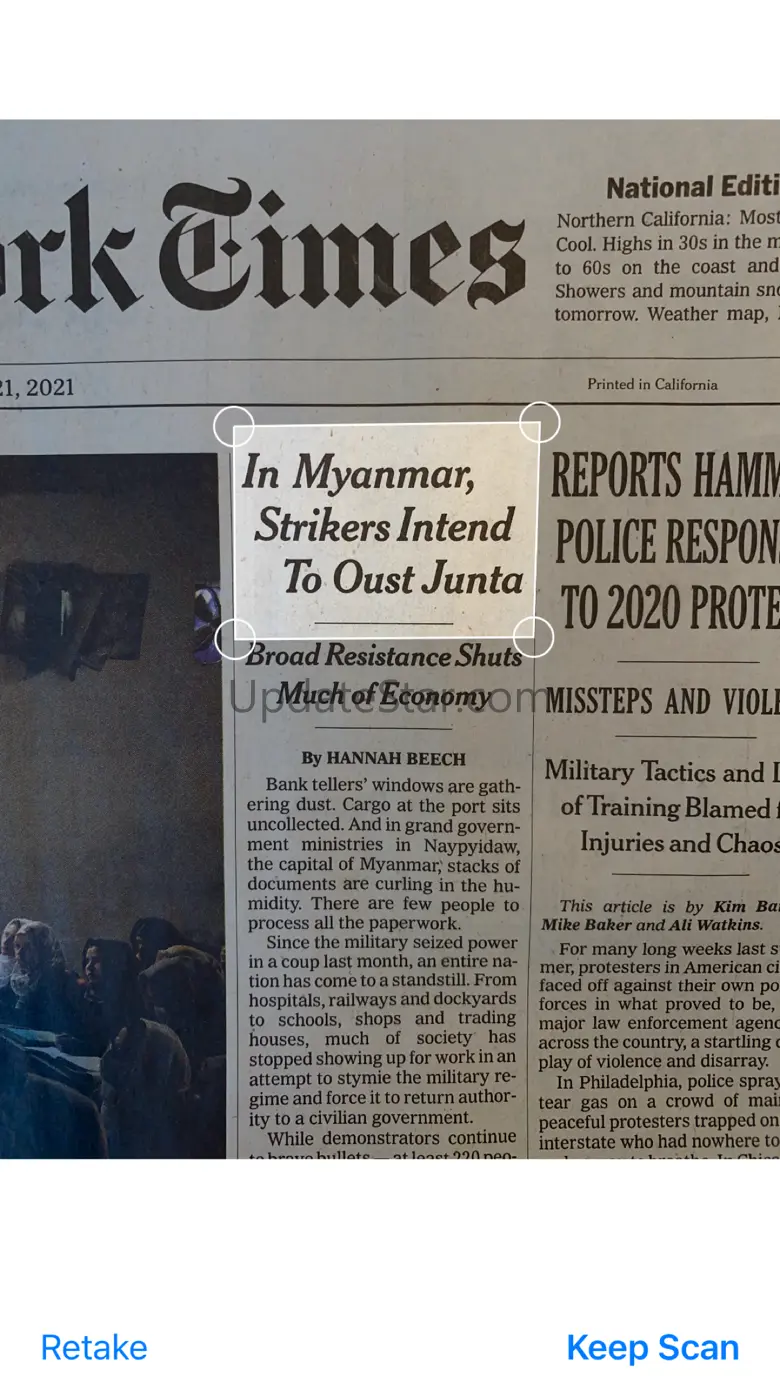 ork Times
National Editi
Northern California: Most
Cool. Highs in 30s in the m
to 60s on the coast and
Showers and mountain sno
tomorrow. Weather map,
21, 2021
Printed in California
In Myanmar,
Strikers Intend
To Oust Junta
Broad Resistance Shuts
Much of Economy
UpdateStar.com
By HANNAH BEECH
Bank tellers' windows are gath-
ering dust. Cargo at the port sits
uncollected. And in grand govern-
ment ministries in Naypyidaw,
the capital of Myanmar, stacks of
documents are curling in the hu-
midity. There are few people to
process all the paperwork.
Since the military seized power
in a coup last month, an entire na-
tion has come to a standstill. From
hospitals, railways and dockyards
to schools, shops and trading
houses, much of society has
stopped showing up for work in an
attempt to stymie the military re-
gime and force it to return author-
ity to a civilian government.
While demonstrators continue
to brave bullets — at least 220 peo-
REPORTS HAMM
POLICE RESPON
TO 2020 PROTE
MISSTEPS AND VIOLE
Military Tactics and L
of Training Blamed f
Injuries and Chaos
This article is by Kim Ba
Mike Baker and Ali Watkins.
For many long weeks last s
mer, protesters in American ci
faced off against their own po
forces in what proved to be,
major law enforcement agenc
across the country, a startling
play of violence and disarray.
In Philadelphia, police spray
tear gas on a crowd of mai
peaceful protesters trapped on
interstate who had nowhere to
Retake
Keep Scan